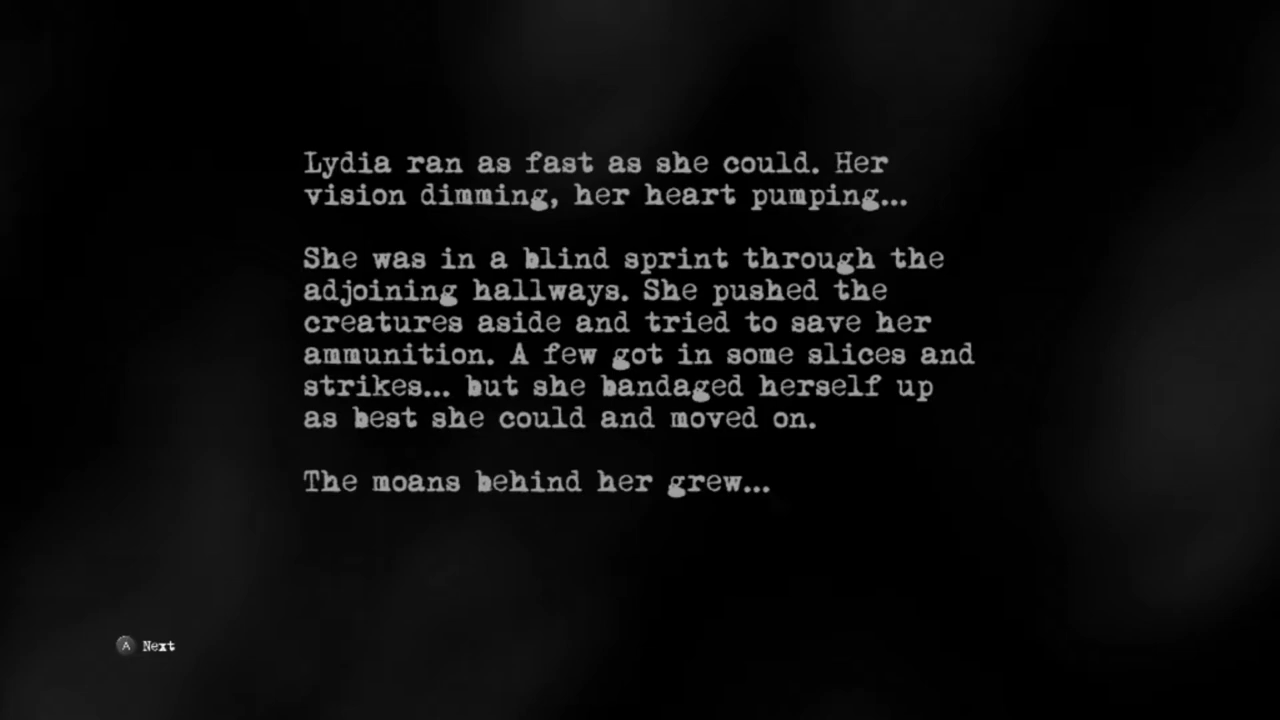 Lydia ran as fast as she could. Her
vision dimming, her heart pumping...
She was in a blind sprint through the
adjoining hallways. She pushed the
creatures aside and tried to save her
ammunition. A few got in some slices and
strikes... but she bandaged herself up
as best she could and moved on.
The moans behind her grew...
A Next